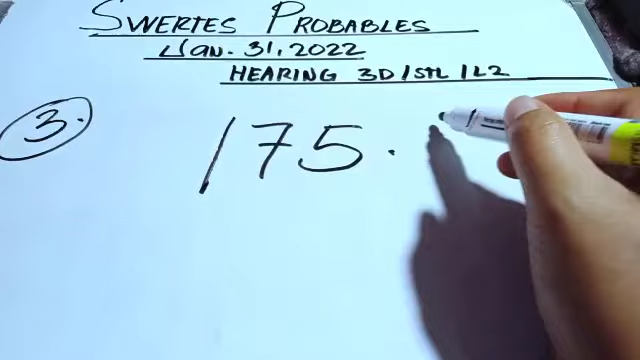 SWERTES PROBABLES
Jan. 31, 2022
HEARING 3D/STL/L2
3.
175.